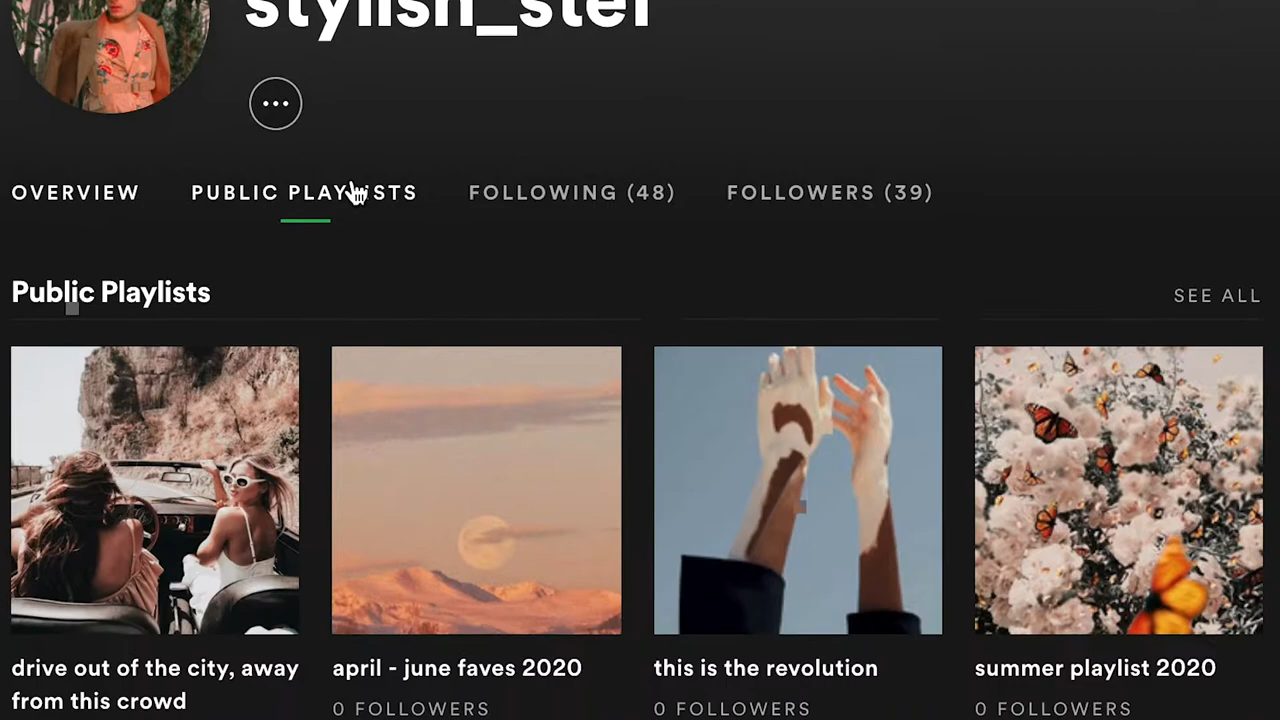 stylish_stef
OVERVIEW PUBLIC PLAYLISTS FOLLOWING (48) FOLLOWERS (39)
Public Playlists
SEE ALL
drive out of the city, away
from this crowd
april - june faves 2020
0 FOLLOWERS
this is the revolution
0 FOLLOWERS
summer playlist 2020
0 FOLLOWERS